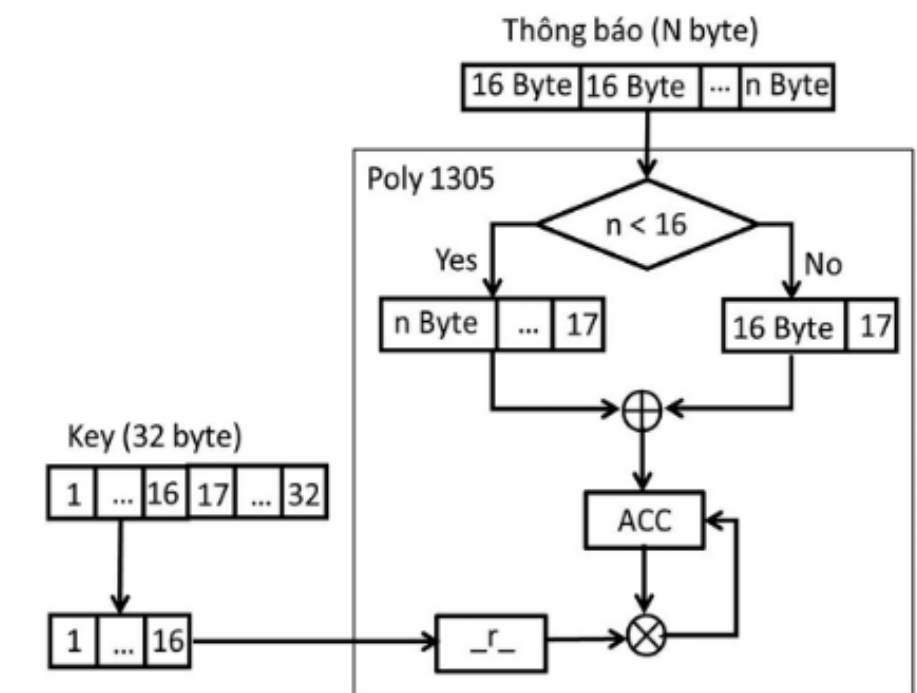 Thông báo (N byte)
16 Byte 16 Byte ... n Byte
Poly 1305
n < 16
Yes
No
n Byte ... 17
16 Byte 17
Key (32 byte)
1 ... 16 17 ... 32
ACC
1 ... 16
_r_